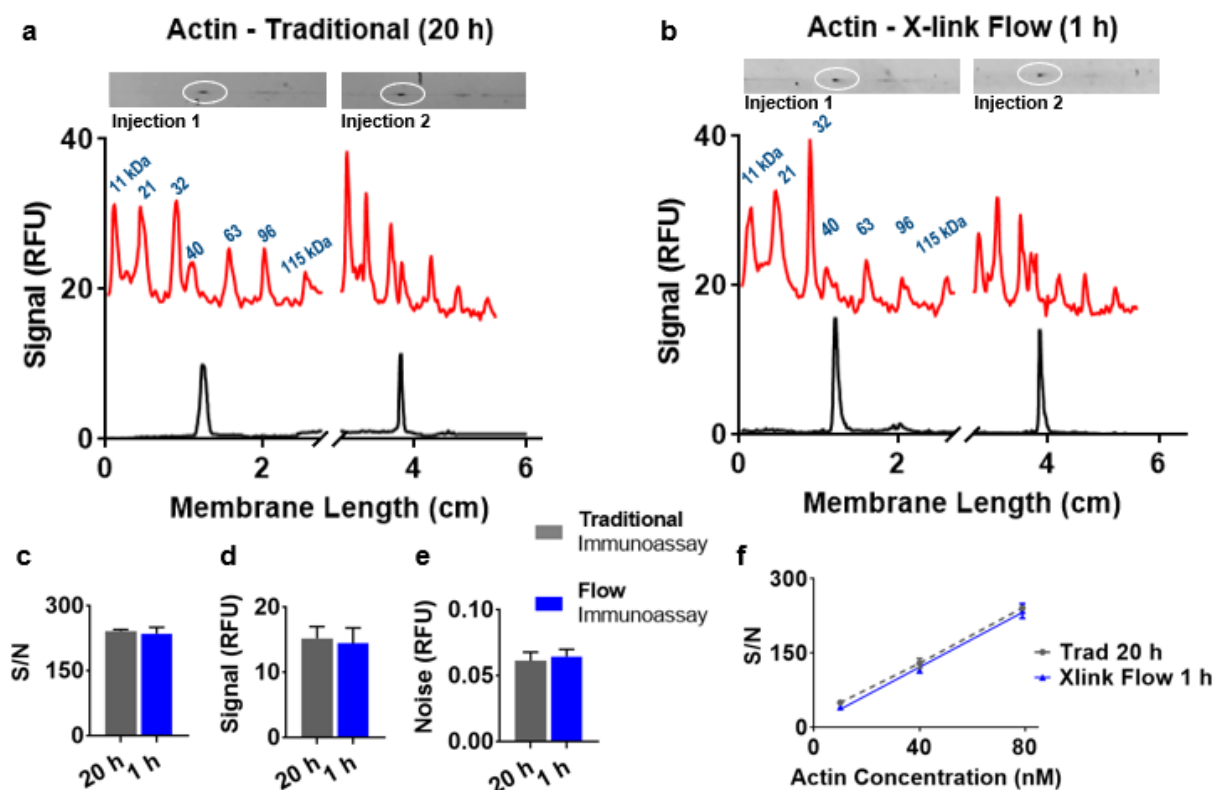 a
Actin - Traditional (20 h)
Injection 1
Injection 2
40
20
0
Signal (RFU)
11 kDa
21
32
40
63
96
115 kDa
0
2
4
6
Membrane Length (cm)
b
Actin - X-link Flow (1 h)
Injection 1
Injection 2
40
20
0
Signal (RFU)
11 kDa
21
32
40
63
96
115 kDa
0
2
4
6
Membrane Length (cm)
Traditional
Immunoassay
Flow
Immunoassay
c
300
150
0
S/N
20 h
1 h
d
20
10
0
Signal (RFU)
20 h
1 h
e
0.10
0.05
0.00
Noise (RFU)
20 h
1 h
f
300
150
0
S/N
Trad 20 h
Xlink Flow 1 h
0
40
80
Actin Concentration (nM)